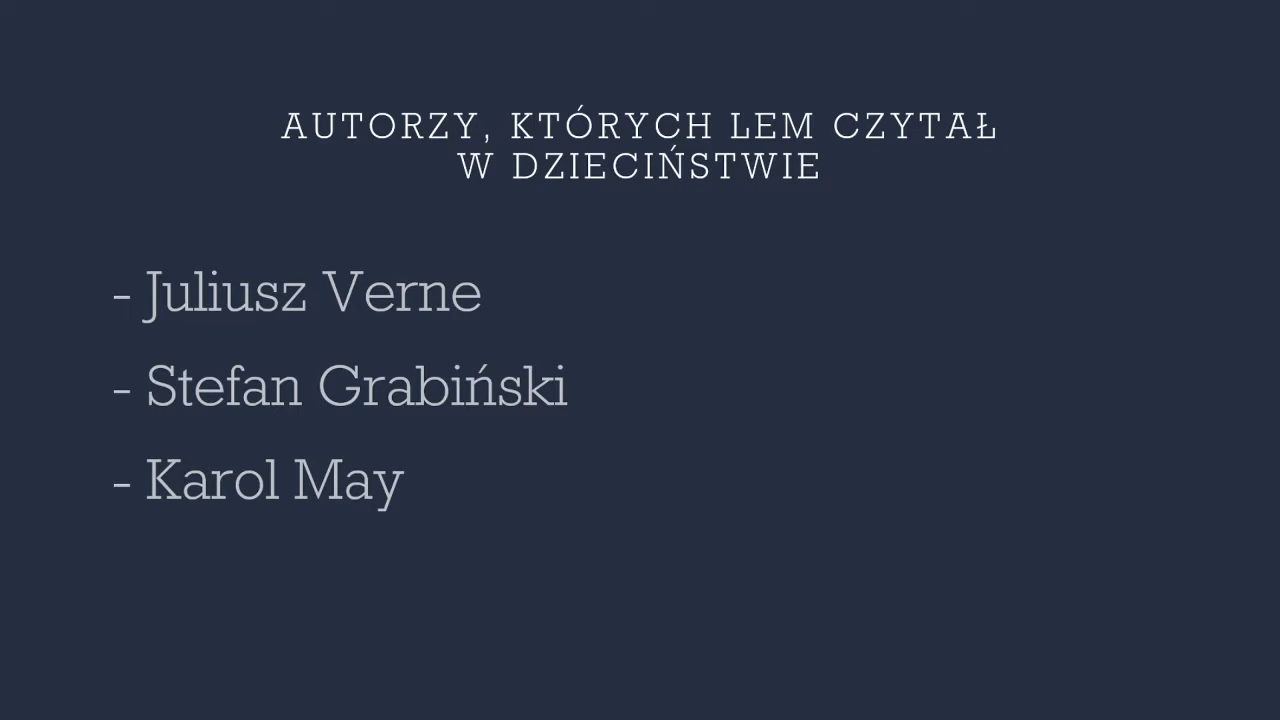 AUTORZY, KTÓRYCH LEM CZYTAŁ
W DZIECIŃSTWIE
- Juliusz Verne
- Stefan Grabiński
- Karol May